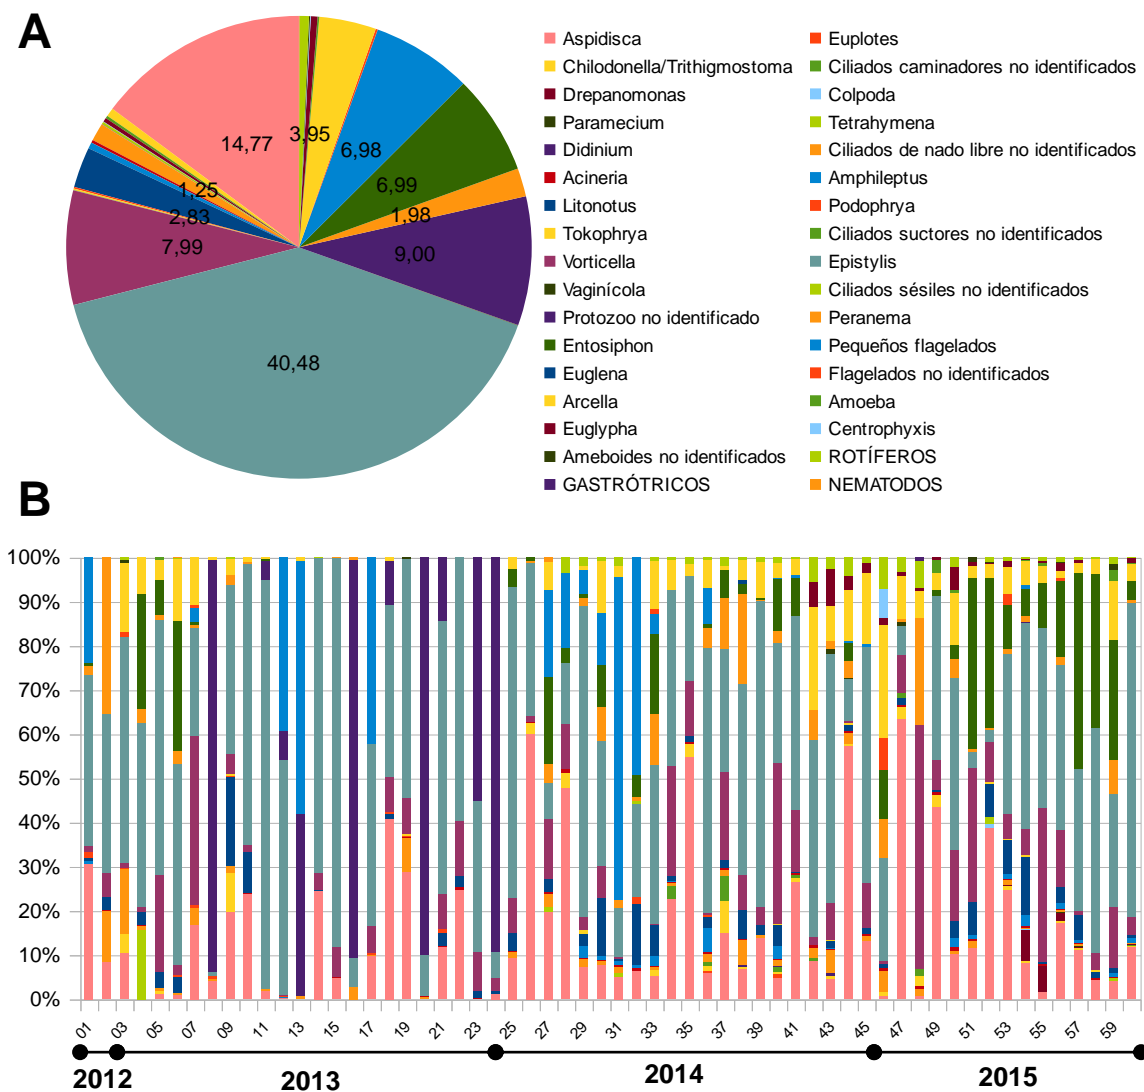 A
14,77
3,95
6,98
6,99
1,98
9,00
1,25
2,83
7,99
40,48
Aspidisca
Euplotes
Chilodonella/Trithigmostoma
Ciliados caminadores no identificados
Drepanomonas
Colpoda
Paramecium
Tetrahymena
Didinium
Ciliados de nado libre no identificados
Acineria
Amphileptus
Litonotus
Podophrya
Tokophrya
Ciliados suctores no identificados
Vorticella
Epistylis
Vaginícola
Ciliados sésiles no identificados
Protozoo no identificado
Peranema
Entosiphon
Pequeños flagelados
Euglena
Flagelados no identificados
Arcella
Amoeba
Euglypha
Centrophyxis
Ameboides no identificados
ROTÍFEROS
GASTRÓTRICOS
NEMATODOS
B
100%
90%
80%
70%
60%
50%
40%
30%
20%
10%
0%
01 03 05 07 09 11 13 15 17 19 21 23 25 27 29 31 33 35 37 39 41 43 45 47 49 51 53 55 57 59
2012 2013 2014 2015